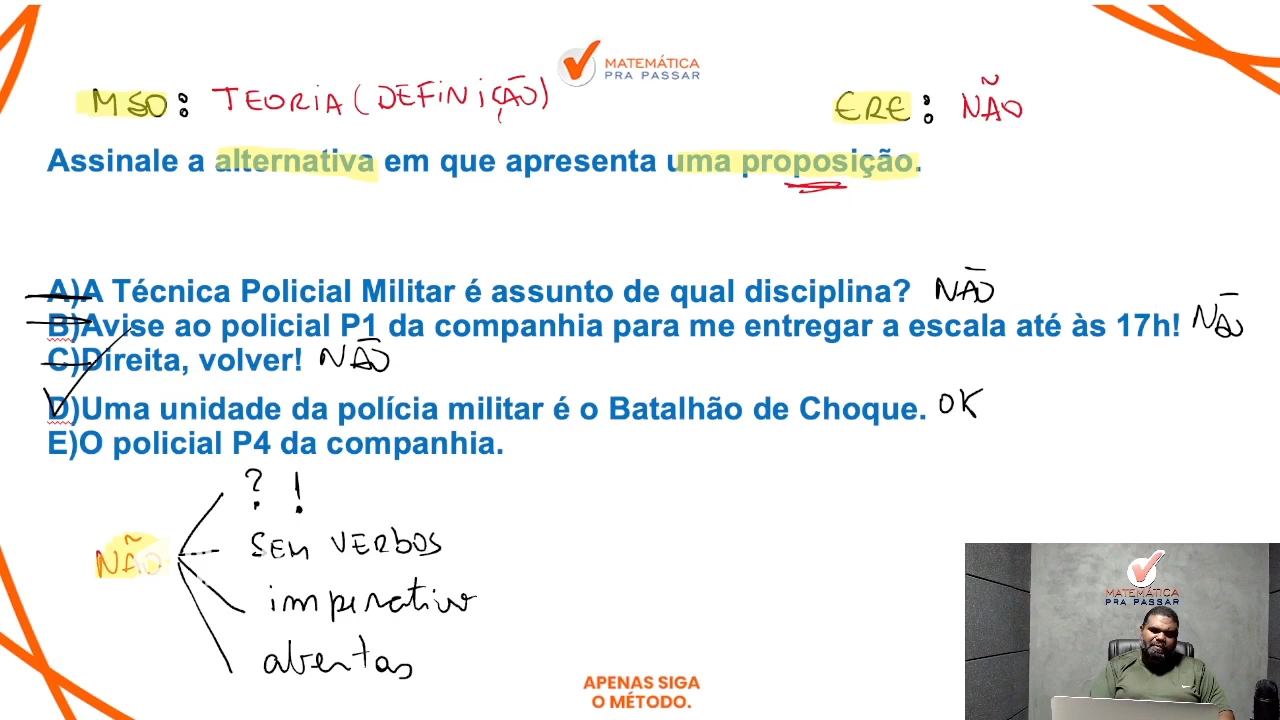 MATEMÁTICA
PRA PASSAR
MSD: TEORIA (DEFINIÇÃO)
ERE: NÃO
Assinale a alternativa em que apresenta uma proposição.
A)A Técnica Policial Militar é assunto de qual disciplina? NÃO
B)Avise ao policial P1 da companhia para me entregar a escala até às 17h! NÃO
C)Direita, volver! NÃO
D)Uma unidade da polícia militar é o Batalhão de Choque. OK
E)O policial P4 da companhia.
? !
NÃO
SEM VERBOS
imperativo
abertas
MATEMÁTICA
PRA PASSAR
APENAS SIGA
O MÉTODO.